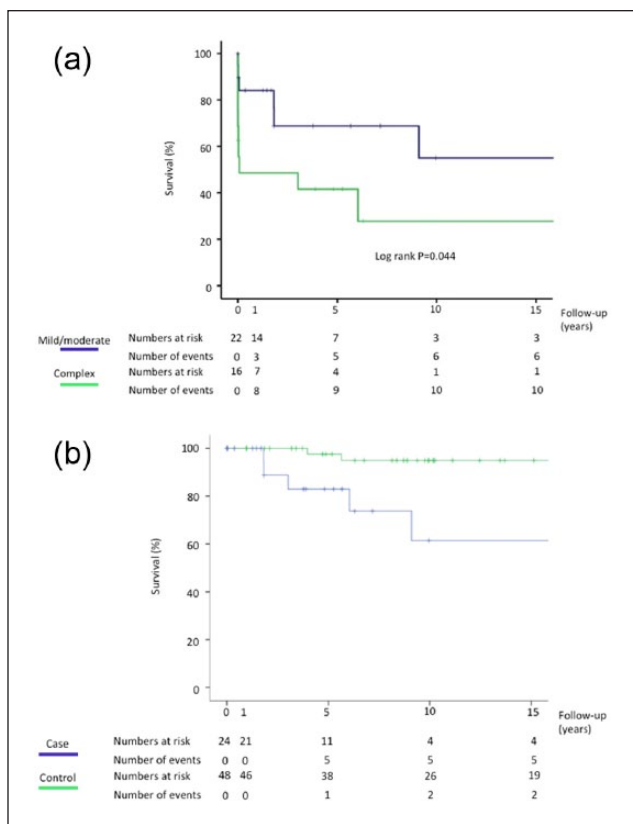 (a)
100
80
60
40
20
0
Survival (%)
Log rank P=0.044
0 1 5 10 15 Follow-up (years)
Mild/moderate Numbers at risk 22 14 7 3 3
Number of events 0 3 5 6 6
Complex Numbers at risk 16 7 4 1 1
Number of events 0 8 9 10 10
(b)
100
80
60
40
20
0
Survival (%)
0 1 5 10 15 Follow-up (years)
Case Numbers at risk 24 21 11 4 4
Number of events 0 0 5 5 5
Control Numbers at risk 48 46 38 26 19
Number of events 0 0 1 2 2